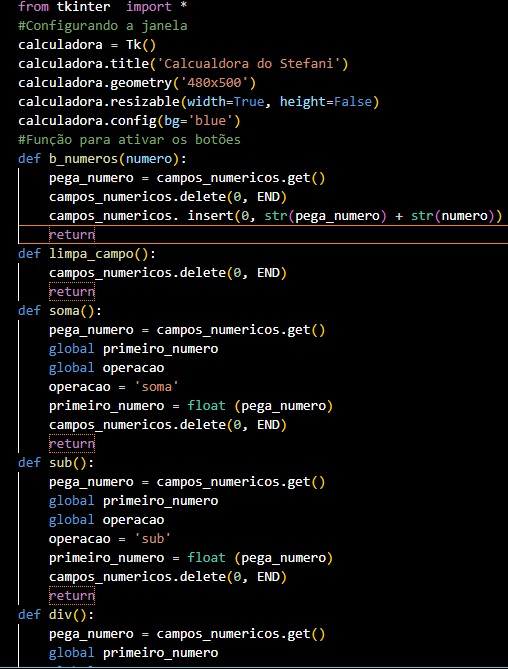 from tkinter  import *
#Configurando a janela
calculadora = Tk()
calculadora.title('Calcualdora do Stefani')
calculadora.geometry('480x500')
calculadora.resizable(width=True, height=False)
calculadora.config(bg='blue')
#Função para ativar os botões
def b_numeros(numero):
    pega_numero = campos_numericos.get()
    campos_numericos.delete(0, END)
    campos_numericos. insert(0, str(pega_numero) + str(numero))
    return
def limpa_campo():
    campos_numericos.delete(0, END)
    return
def soma():
    pega_numero = campos_numericos.get()
    global primeiro_numero
    global operacao
    operacao = 'soma'
    primeiro_numero = float (pega_numero)
    campos_numericos.delete(0, END)
    return
def sub():
    pega_numero = campos_numericos.get()
    global primeiro_numero
    global operacao
    operacao = 'sub'
    primeiro_numero = float (pega_numero)
    campos_numericos.delete(0, END)
    return
def div():
    pega_numero = campos_numericos.get()
    global primeiro_numero